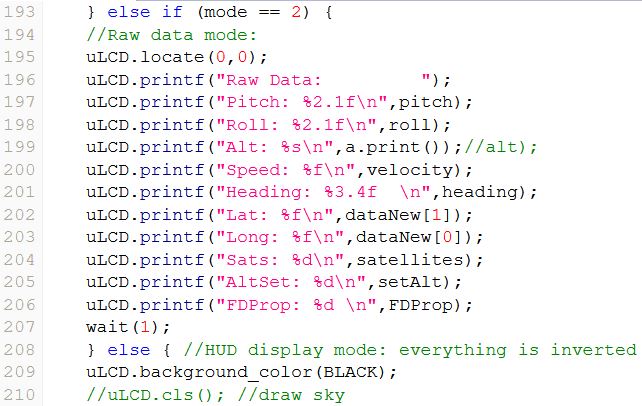 193     } else if (mode == 2) {
194     //Raw data mode:
195     uLCD.locate(0,0);
196     uLCD.printf("Raw Data:          ");
197     uLCD.printf("Pitch: %2.1f\n",pitch);
198     uLCD.printf("Roll: %2.1f\n",roll);
199     uLCD.printf("Alt: %s\n",a.print());//alt);
200     uLCD.printf("Speed: %f\n",velocity);
201     uLCD.printf("Heading: %3.4f  \n",heading);
202     uLCD.printf("Lat: %f\n",dataNew[1]);
203     uLCD.printf("Long: %f\n",dataNew[0]);
204     uLCD.printf("Sats: %d\n",satellites);
205     uLCD.printf("AltSet: %d\n",setAlt);
206     uLCD.printf("FDProp: %d \n",FDProp);
207     wait(1);
208     } else { //HUD display mode: everything is inverted
209     uLCD.background_color(BLACK);
210     //uLCD.cls(); //draw sky